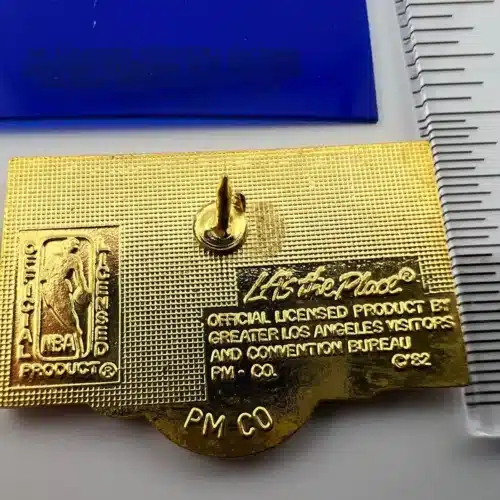 OFFICIAL
LICENSED
NBA
PRODUCT®
LA's the Place®
OFFICIAL LICENSED PRODUCT BY
GREATER LOS ANGELES VISITORS
AND CONVENTION BUREAU
PM - CO. ©'82
PM CO